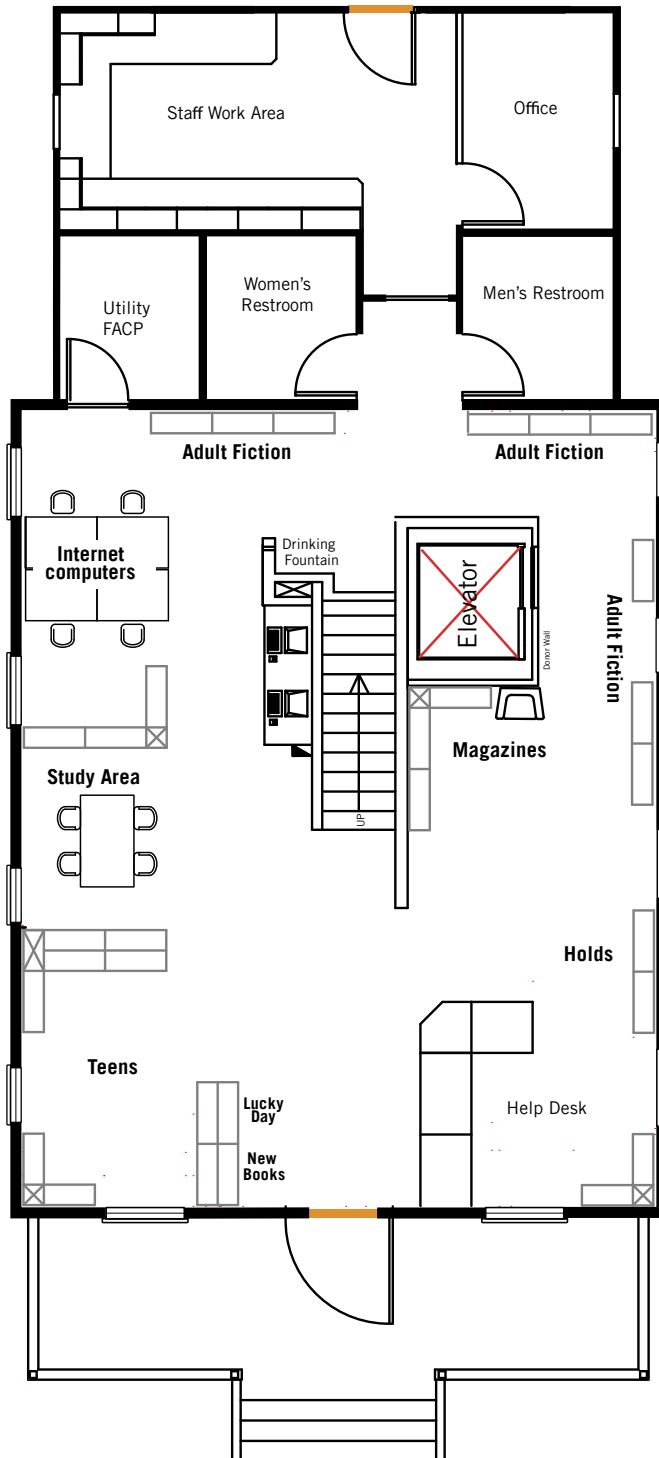 Staff Work Area
Office
Women's
Restroom
Men's Restroom
Utility
FACP
Adult Fiction
Adult Fiction
Internet
computers
Drinking
Fountain
Elevator
Donor Wall
Adult Fiction
Magazines
Study Area
UP
Holds
Teens
Lucky
Day
New
Books
Help Desk